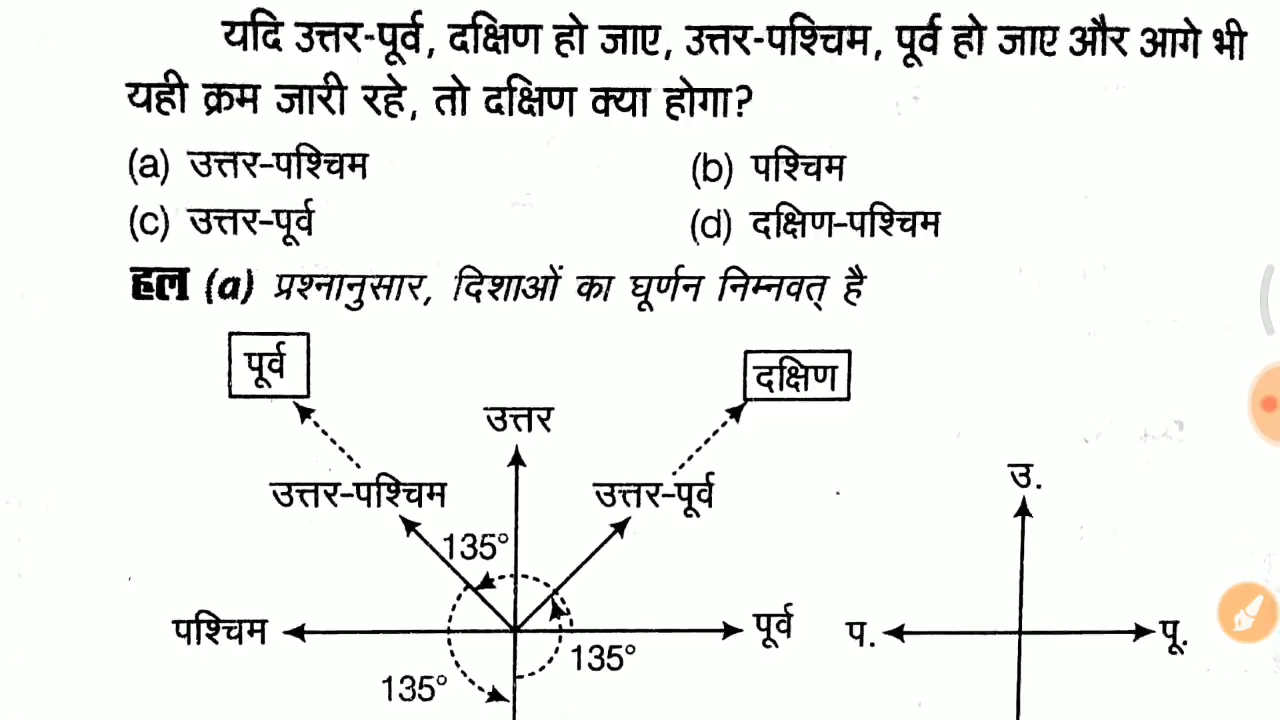 यदि उत्तर-पूर्व, दक्षिण हो जाए, उत्तर-पश्चिम, पूर्व हो जाए और आगे भी
यही क्रम जारी रहे, तो दक्षिण क्या होगा?
(a) उत्तर-पश्चिम (b) पश्चिम
(c) उत्तर-पूर्व (d) दक्षिण-पश्चिम
हल (a) प्रश्नानुसार, दिशाओं का घूर्णन निम्नवत् है
पूर्व
दक्षिण
उत्तर
उत्तर-पश्चिम
उत्तर-पूर्व
उ.
135°
पश्चिम
पूर्व
प.
पू.
135°
135°